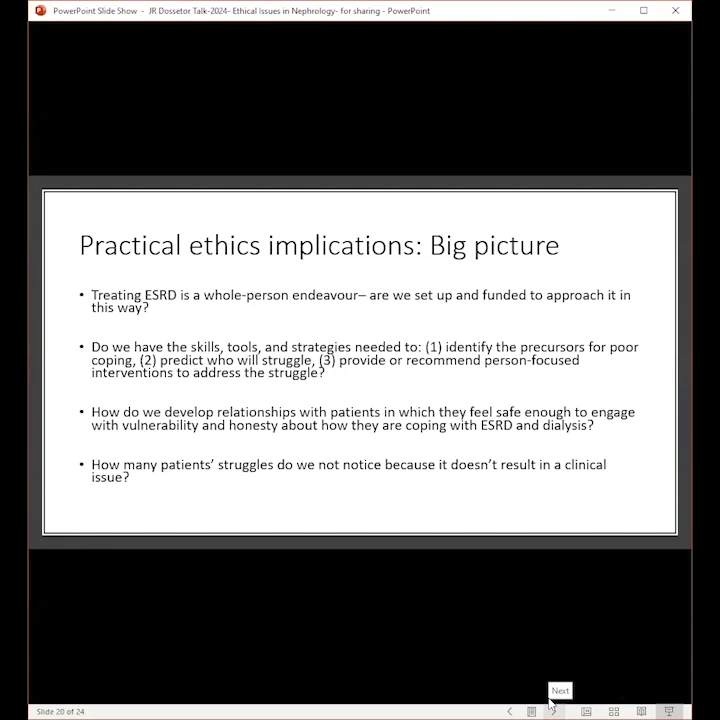 PowerPoint Slide Show - JR Dossetor Talk-2024- Ethical Issues in Nephrology- for sharing - PowerPoint
Practical ethics implications: Big picture
• Treating ESRD is a whole-person endeavour– are we set up and funded to approach it in
this way?
• Do we have the skills, tools, and strategies needed to: (1) identify the precursors for poor
coping, (2) predict who will struggle, (3) provide or recommend person-focused
interventions to address the struggle?
• How do we develop relationships with patients in which they feel safe enough to engage
with vulnerability and honesty about how they are coping with ESRD and dialysis?
• How many patients’ struggles do we not notice because it doesn’t result in a clinical
issue?
Next
Slide 20 of 24